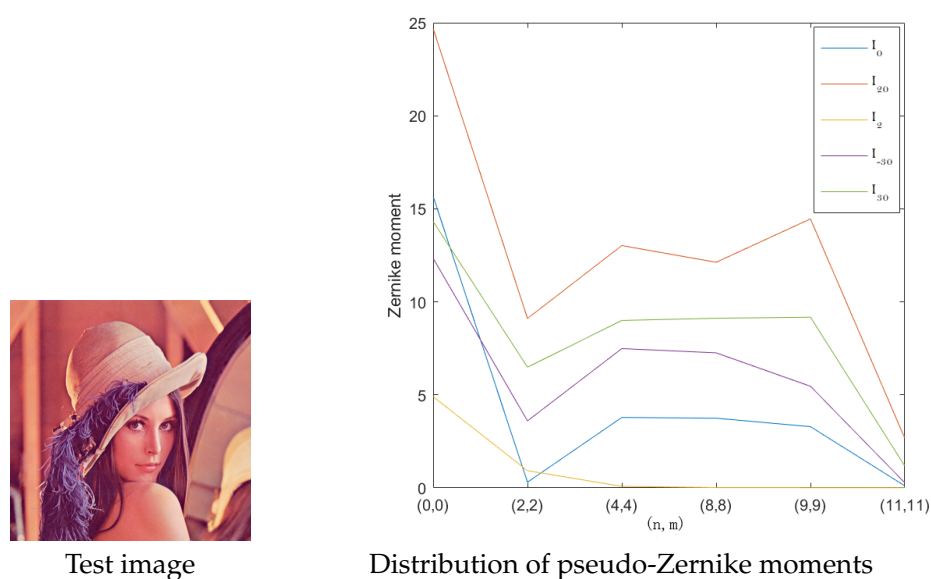 25
20
15
10
5
0
Zernike moment
I₀
I₂₀
I₂
I₋₃₀
I₃₀
(0,0) (2,2) (4,4) (8,8) (9,9) (11,11)
(n, m)
Test image
Distribution of pseudo-Zernike moments